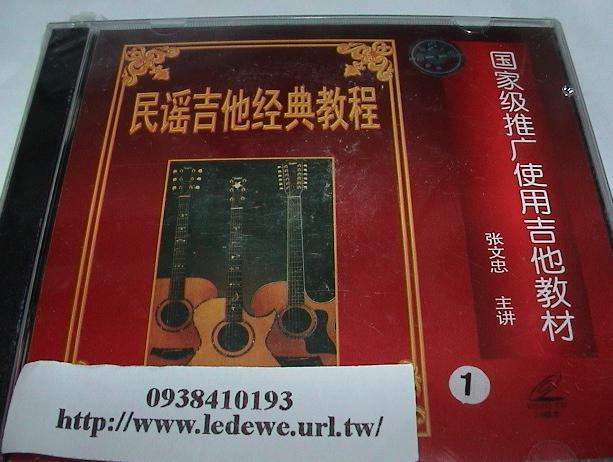 民谣吉他经典教程
国家级推广使用吉他教材
张文忠 主讲
1
0938410193
http://www.ledewe.url.tw/